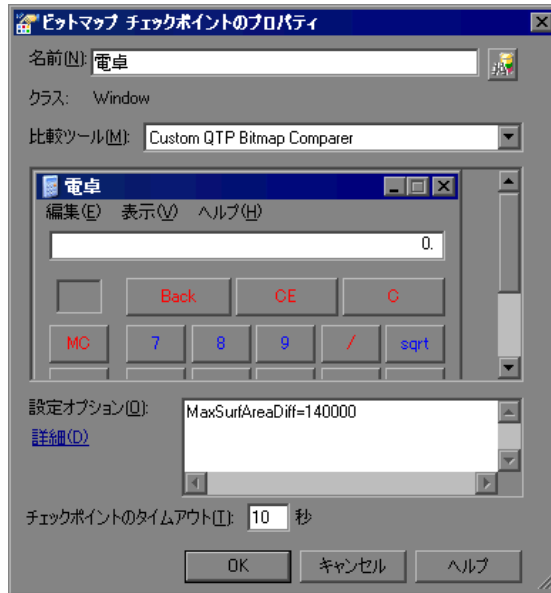 ビットマップ チェックポイントのプロパティ
名前(N): 電卓
クラス: Window
比較ツール(M): Custom QTP Bitmap Comparer
電卓
編集(E) 表示(V) ヘルプ(H)
0.
Back CE C
MC 7 8 9 / sqrt
設定オプション(O): MaxSurfAreaDiff=140000
詳細(D)
チェックポイントのタイムアウト(T): 10 秒
OK キャンセル ヘルプ